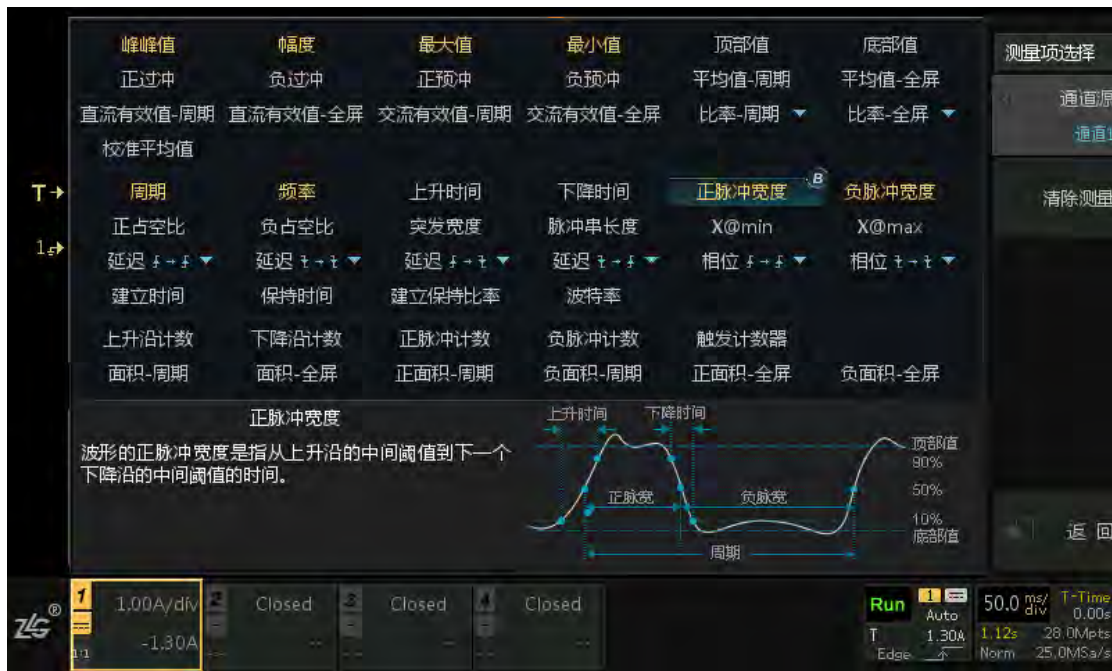 峰峰值 幅度 最大值 最小值 顶部值 底部值
测量项选择
正过冲 负过冲 正预冲 负预冲 平均值-周期 平均值-全屏
通道源
直流有效值-周期 直流有效值-全屏 交流有效值-周期 交流有效值-全屏 比率-周期 比率-全屏
通道
校准平均值
T 周期 频率 上升时间 下降时间 正脉冲宽度 B 负脉冲宽度
清除测量
正占空比 负占空比 突发宽度 脉冲串长度 X@min X@max
1 延迟 延迟 延迟 延迟 相位 相位
建立时间 保持时间 建立保持比率 波特率
上升沿计数 下降沿计数 正脉冲计数 负脉冲计数 触发计数器
面积-周期 面积-全屏 正面积-周期 负面积-周期 正面积-全屏 负面积-全屏
正脉冲宽度
波形的正脉冲宽度是指从上升沿的中间阈值到下一个
下降沿的中间阈值的时间。
上升时间 下降时间
顶部值
90%
50%
正脉宽 负脉宽
10%
底部值
周期
返回
ZLG®
1 1.00A/div
-1.30A
1:1
2 Closed
--
3 Closed
--
4 Closed
--
Run 1 Auto
T 1.30A
Edge
50.0 ms/div T-Time
0.00s
1.12s 28.0Mpts
Norm 25.0MSa/s